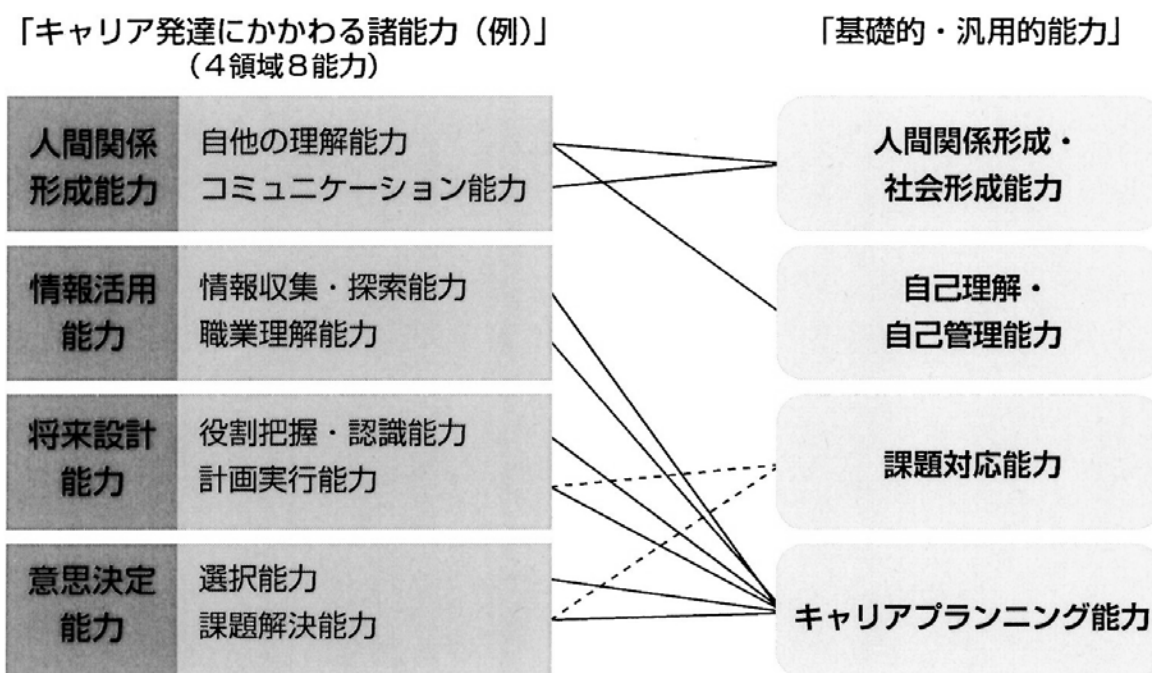 「キャリア発達にかかわる諸能力（例）」
（4領域8能力）
「基礎的・汎用的能力」
人間関係
形成能力
自他の理解能力
コミュニケーション能力
人間関係形成・
社会形成能力
情報活用
能力
情報収集・探索能力
職業理解能力
自己理解・
自己管理能力
将来設計
能力
役割把握・認識能力
計画実行能力
課題対応能力
意思決定
能力
選択能力
課題解決能力
キャリアプランニング能力